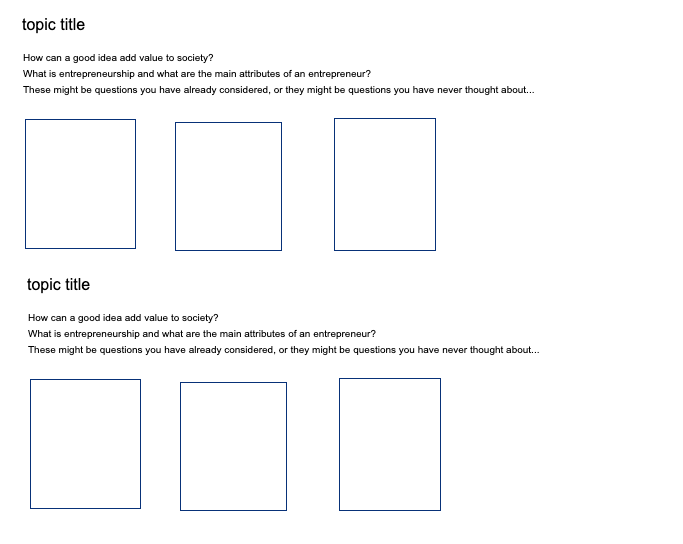 topic title
How can a good idea add value to society?
What is entrepreneurship and what are the main attributes of an entrepreneur?
These might be questions you have already considered, or they might be questions you have never thought about...
topic title
How can a good idea add value to society?
What is entrepreneurship and what are the main attributes of an entrepreneur?
These might be questions you have already considered, or they might be questions you have never thought about...